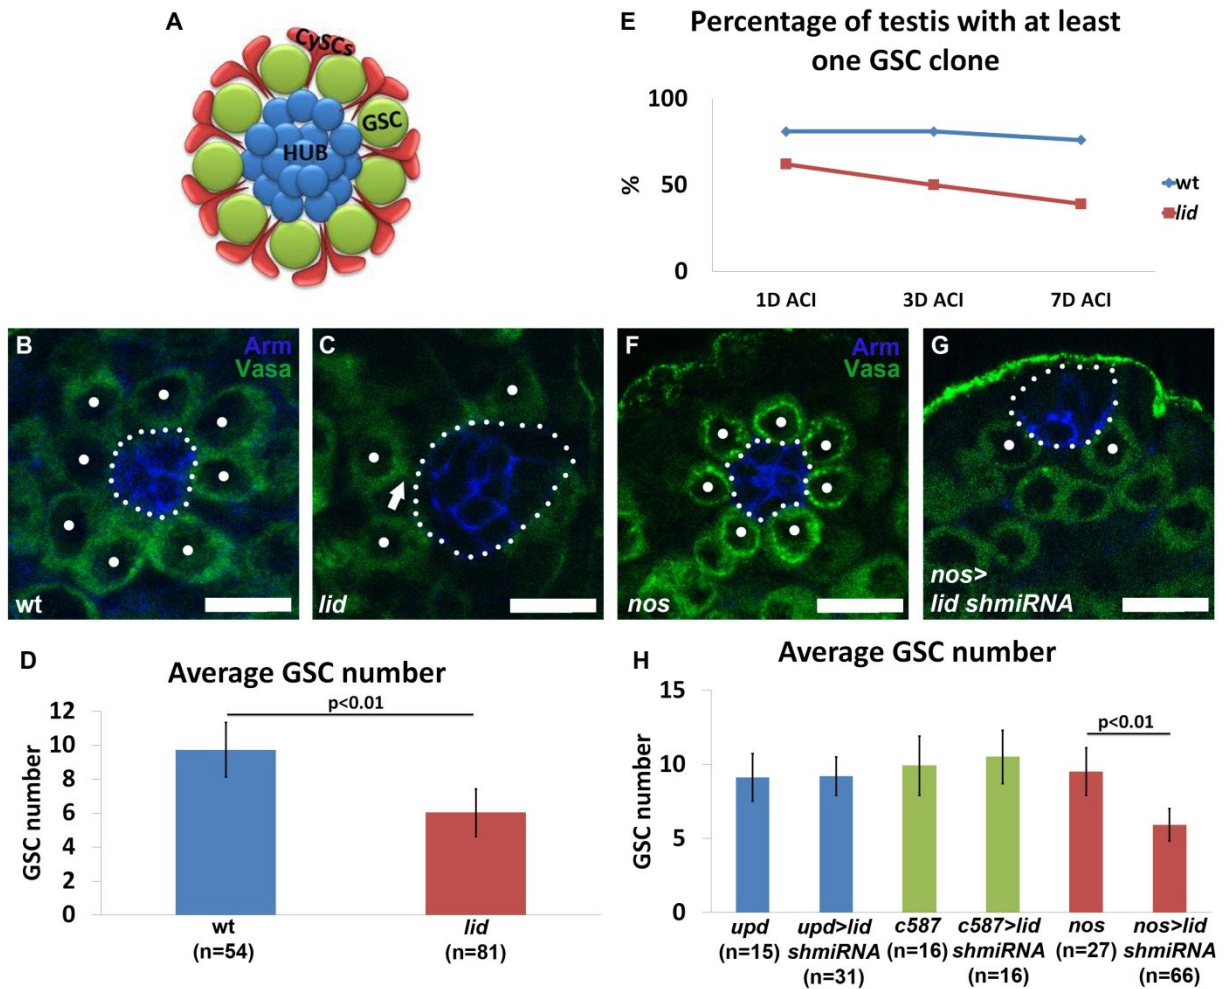 A
CySCs
GSC
HUB
E
Percentage of testis with at least
one GSC clone
100
50
0
%
wt
lid
1D ACI
3D ACI
7D ACI
B
Arm
Vasa
wt
C
lid
F
Arm
Vasa
nos
G
nos>
lid shmiRNA
D
Average GSC number
p<0.01
12
10
8
6
4
2
0
GSC number
wt
(n=54)
lid
(n=81)
H
Average GSC number
p<0.01
15
10
5
0
GSC number
upd
(n=15)
upd>lid
shmiRNA
(n=31)
c587
(n=16)
c587>lid
shmiRNA
(n=16)
nos
(n=27)
nos>lid
shmiRNA
(n=66)